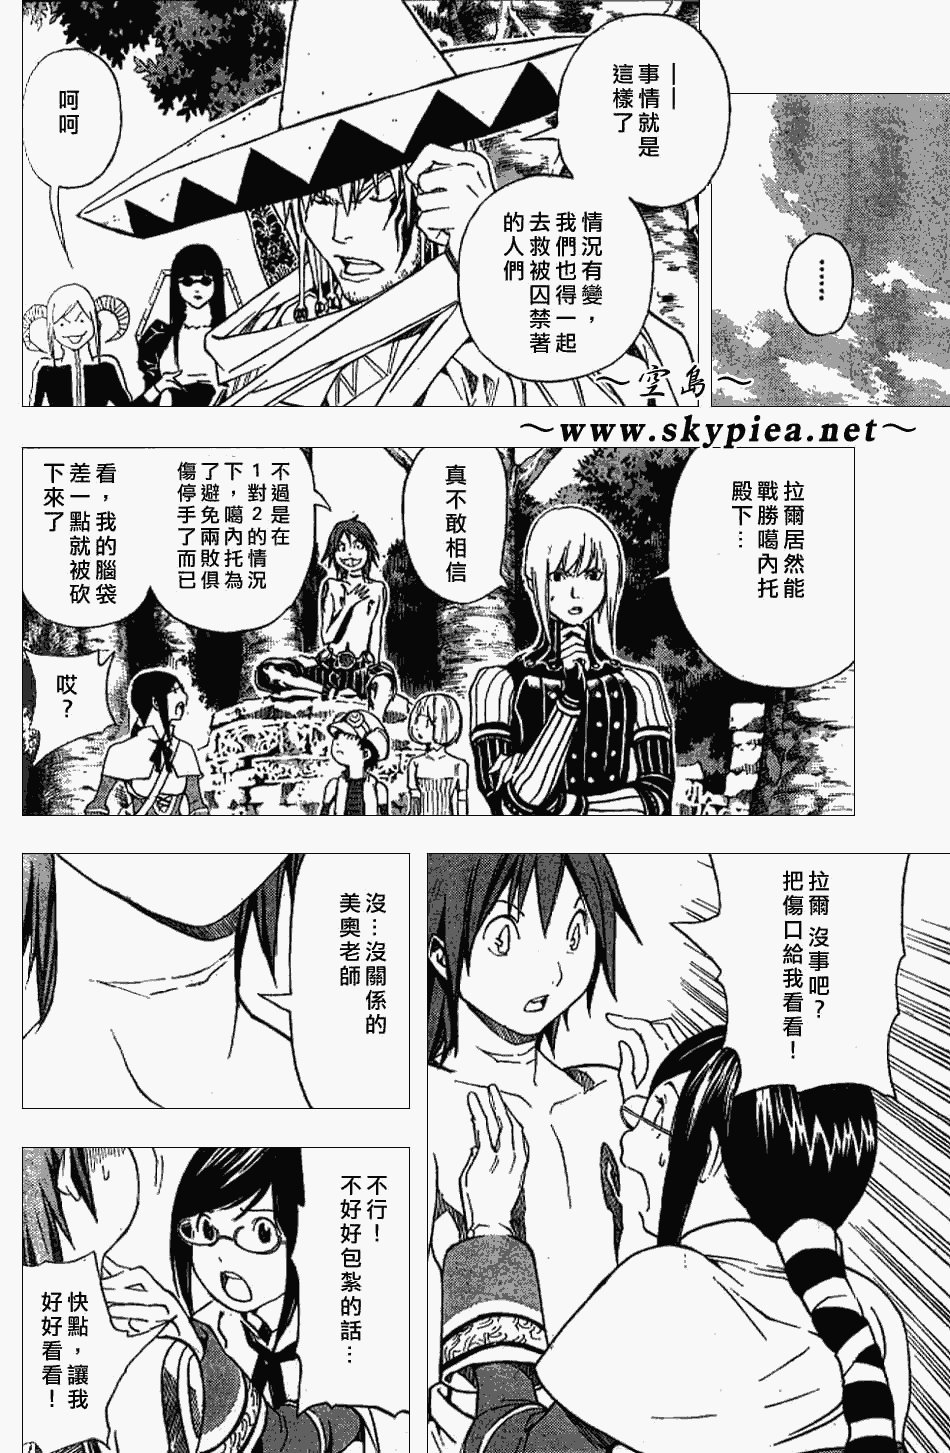 ……
——
事情就是
這樣了
情況有變，
我們也得一起
去救被囚禁著
的人們
呵呵
～空島～
～www.skypiea.net～
拉爾居然能
戰勝噶內托
殿下…
真不敢相信
不過是在
1對2的情況
下，噶內托為
了避免兩敗俱
傷停手了而已
看，我的腦袋
差一點就被砍
下來了
哎？
拉爾 沒事吧？
把傷口給我看看！
沒…沒關係的
美奧老師
不行！
不好好包紮的話…
快點，讓我
好好看看！